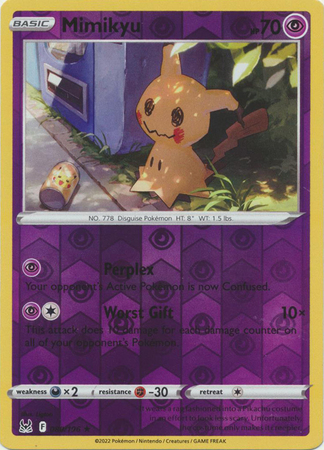 BASIC
Mimikyu
HP 70
NO. 778 Disguise Pokémon. HT: 8" WT: 1.5 lbs.
Perplex
Your opponent's Active Pokémon is now Confused.
Worst Gift 10×
This attack does 10 damage for each damage counter on
all of your opponent's Pokémon.
weakness ×2 resistance -30 retreat
F
©2022 Pokémon / Nintendo / Creatures / GAME FREAK